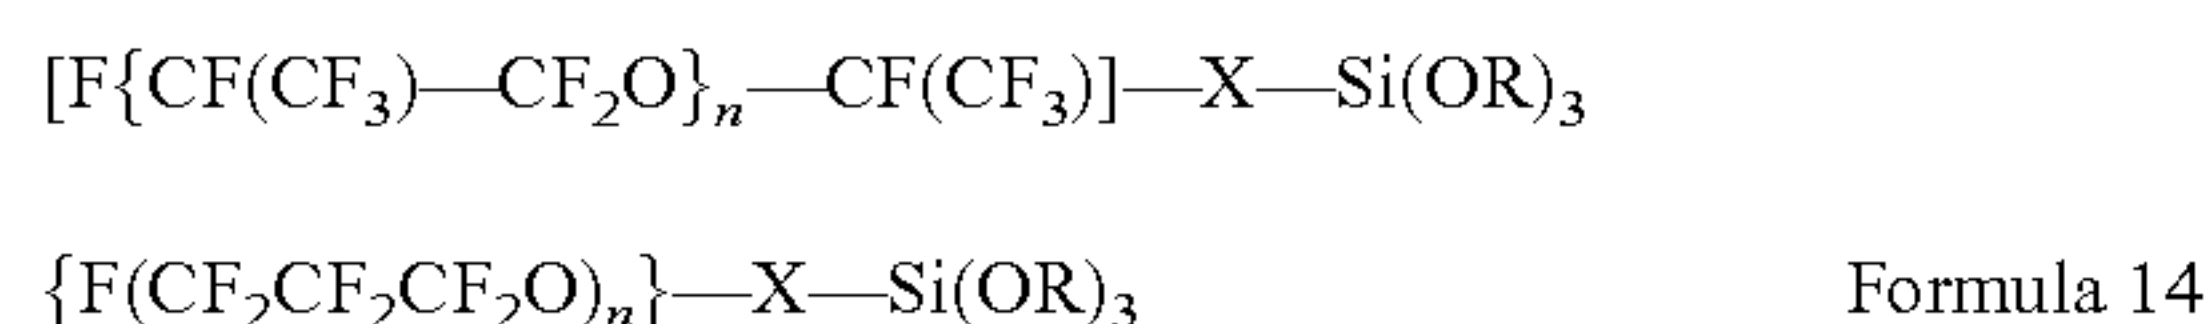 [F{CF(CF₃)—CF₂O}ₙ—CF(CF₃)]—X—Si(OR)₃
{F(CF₂CF₂CF₂O)ₙ}—X—Si(OR)₃ Formula 14